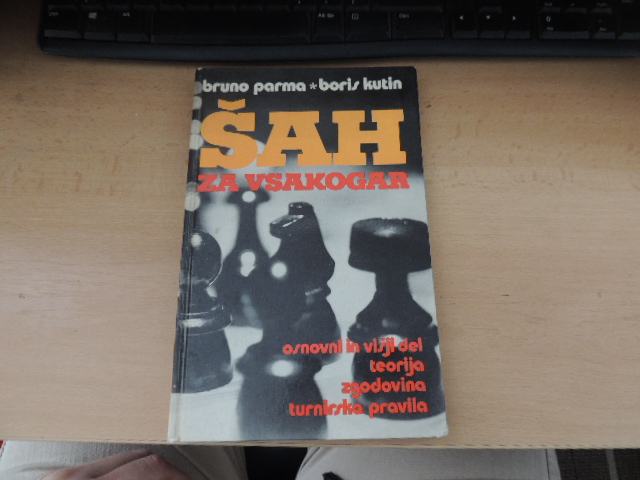 bruno parma * boris kutin
ŠAH
ZA VSAKOGAR
osnovni in višji del
teorija
zgodovina
turnirska pravila